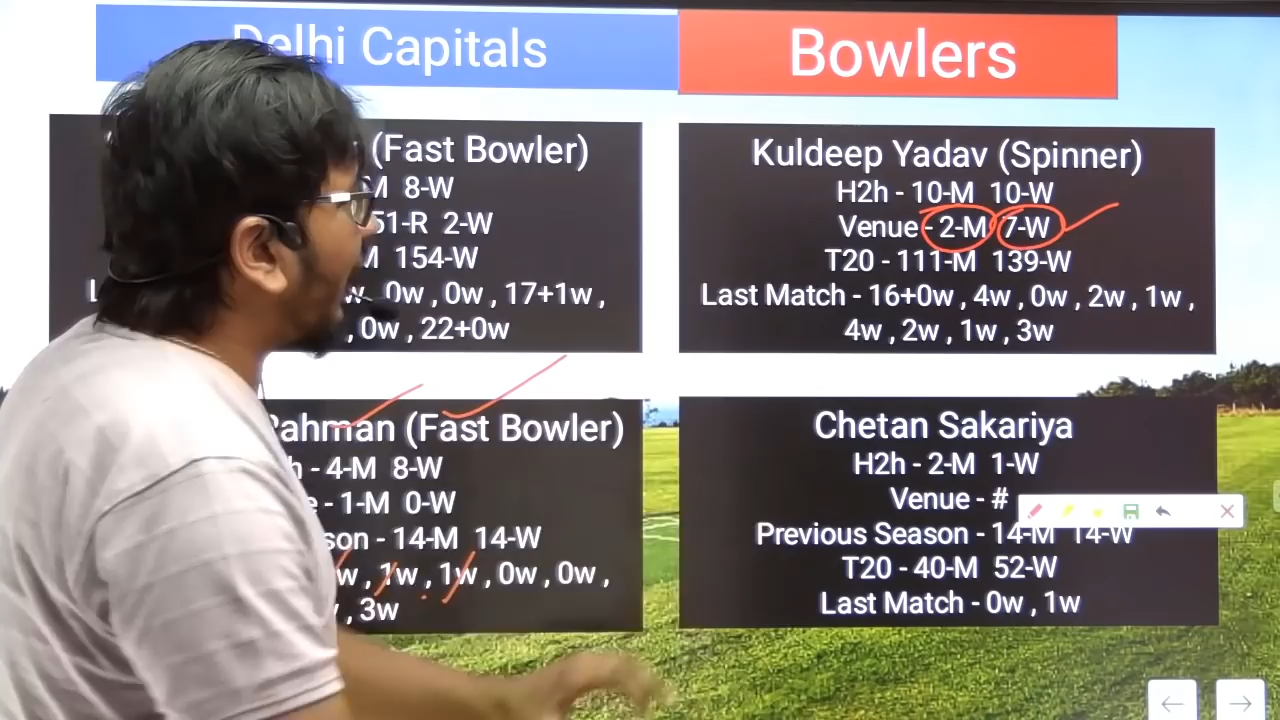 Delhi Capitals
Bowlers
(Fast Bowler)
M 8-W
51-R 2-W
M 154-W
0w , 0w , 17+1w ,
, 0w , 22+0w
Kuldeep Yadav (Spinner)
H2h - 10-M 10-W
Venue - 2-M 7-W
T20 - 111-M 139-W
Last Match - 16+0w , 4w , 0w , 2w , 1w ,
4w , 2w , 1w , 3w
Rahman (Fast Bowler)
h - 4-M 8-W
e - 1-M 0-W
son - 14-M 14-W
w , 1w , 1w , 0w , 0w ,
, 3w
Chetan Sakariya
H2h - 2-M 1-W
Venue - #
Previous Season - 14-M 14-W
T20 - 40-M 52-W
Last Match - 0w , 1w